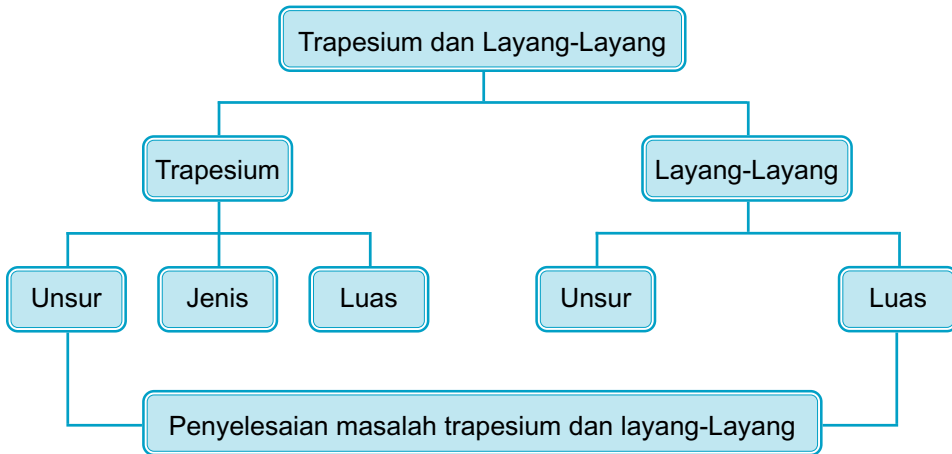 Trapesium dan Layang-Layang
Trapesium
Layang-Layang
Unsur
Jenis
Luas
Unsur
Luas
Penyelesaian masalah trapesium dan layang-Layang